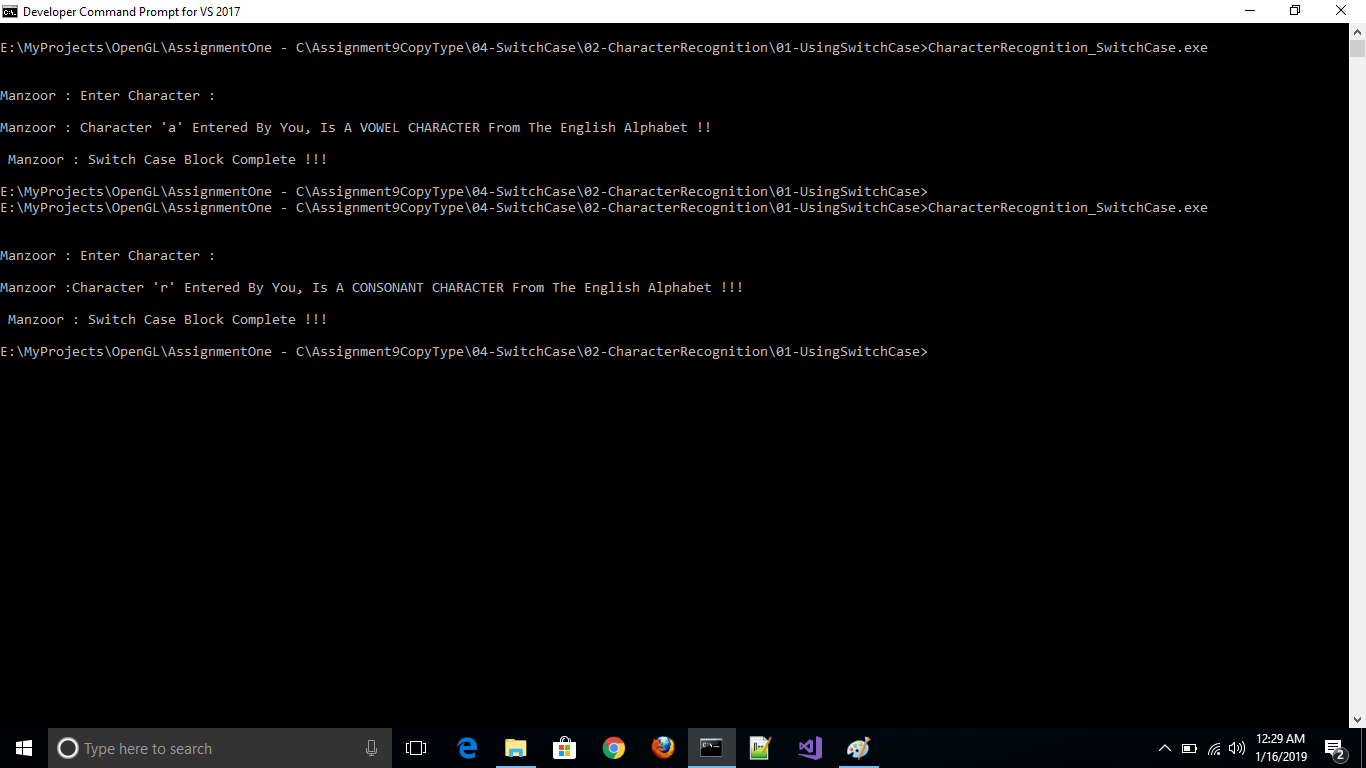 Developer Command Prompt for VS 2017
E:\MyProjects\OpenGL\AssignmentOne - C\Assignment9CopyType\04-SwitchCase\02-CharacterRecognition\01-UsingSwitchCase>CharacterRecognition_SwitchCase.exe
Manzoor : Enter Character :
Manzoor : Character 'a' Entered By You, Is A VOWEL CHARACTER From The English Alphabet !!
Manzoor : Switch Case Block Complete !!!
E:\MyProjects\OpenGL\AssignmentOne - C\Assignment9CopyType\04-SwitchCase\02-CharacterRecognition\01-UsingSwitchCase>
E:\MyProjects\OpenGL\AssignmentOne - C\Assignment9CopyType\04-SwitchCase\02-CharacterRecognition\01-UsingSwitchCase>CharacterRecognition_SwitchCase.exe
Manzoor : Enter Character :
Manzoor :Character 'r' Entered By You, Is A CONSONANT CHARACTER From The English Alphabet !!!
Manzoor : Switch Case Block Complete !!!
E:\MyProjects\OpenGL\AssignmentOne - C\Assignment9CopyType\04-SwitchCase\02-CharacterRecognition\01-UsingSwitchCase>
Type here to search
12:29 AM
1/16/2019
2